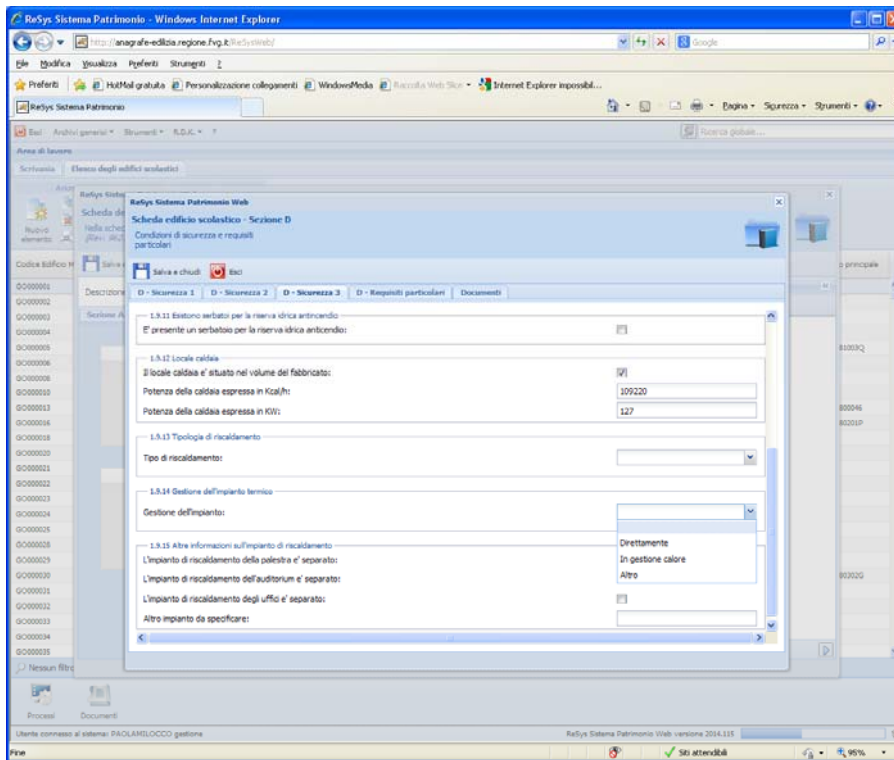 ReSys Sistema Patrimonio - Windows Internet Explorer
http://anagrafe-edilizia.regione.fvg.it/ReSysWeb/
Google
File Modifica Visualizza Preferiti Strumenti ?
Preferiti HotMail gratuita Personalizzazione collegamenti WindowsMedia Raccolta Web Slice Internet Explorer impossibil...
ReSys Sistema Patrimonio
Pagina Sicurezza Strumenti
Esci Archivi generici Strumenti R.D.K. ?
Ricerca globale...
Area di lavoro
Scrivania Elenco degli edifici scolastici
ReSys Sistema Patrimonio Web
Scheda edificio scolastico - Sezione D
Condizioni di sicurezza e requisiti
particolari
Nuovo
elemento
Scheda de
Salva e chiudi Esci
Codice Edificio
principale
Descrizione
D - Sicurezza 1 D - Sicurezza 2 D - Sicurezza 3 D - Requisiti particolari Documenti
Sezione A
1.9.11 Esistono serbatoi per la riserva idrica antincendio
E' presente un serbatoio per la riserva idrica anticendio:
1.9.12 Locale caldaia
Il locale caldaia e' situato nel volume del fabbricato:
Potenza della caldaia espressa in Kcal/h: 109220
Potenza della caldaia espressa in KW: 127
1.9.13 Tipologia di riscaldamento
Tipo di riscaldamento:
1.9.14 Gestione dell'impianto termico
Gestione dell'impianto:
Direttamente
In gestione calore
Altro
1.9.15 Altre informazioni sull'impianto di riscaldamento
L'impianto di riscaldamento della palestra e' separato:
L'impianto di riscaldamento dell'auditorium e' separato:
L'impianto di riscaldamento degli uffici e' separato:
Altro impianto da specificare:
GO000001
GO000002
GO000003
GO000004
GO000005 81003Q
GO000006
GO000008
GO000010
GO000013 800046
GO000016 80201P
GO000018
GO000020
GO000021
GO000022
GO000023
GO000024
GO000025
GO000028
GO000029
GO000030 80302G
GO000031
GO000032
GO000033
GO000034
GO000035
Nessun filtro
Processi Documenti
Utente connesso al sistema: PAOLAMILOCCO gestione
ReSys Sistema Patrimonio Web versione 2014.115
Fine
Siti attendibili
95%